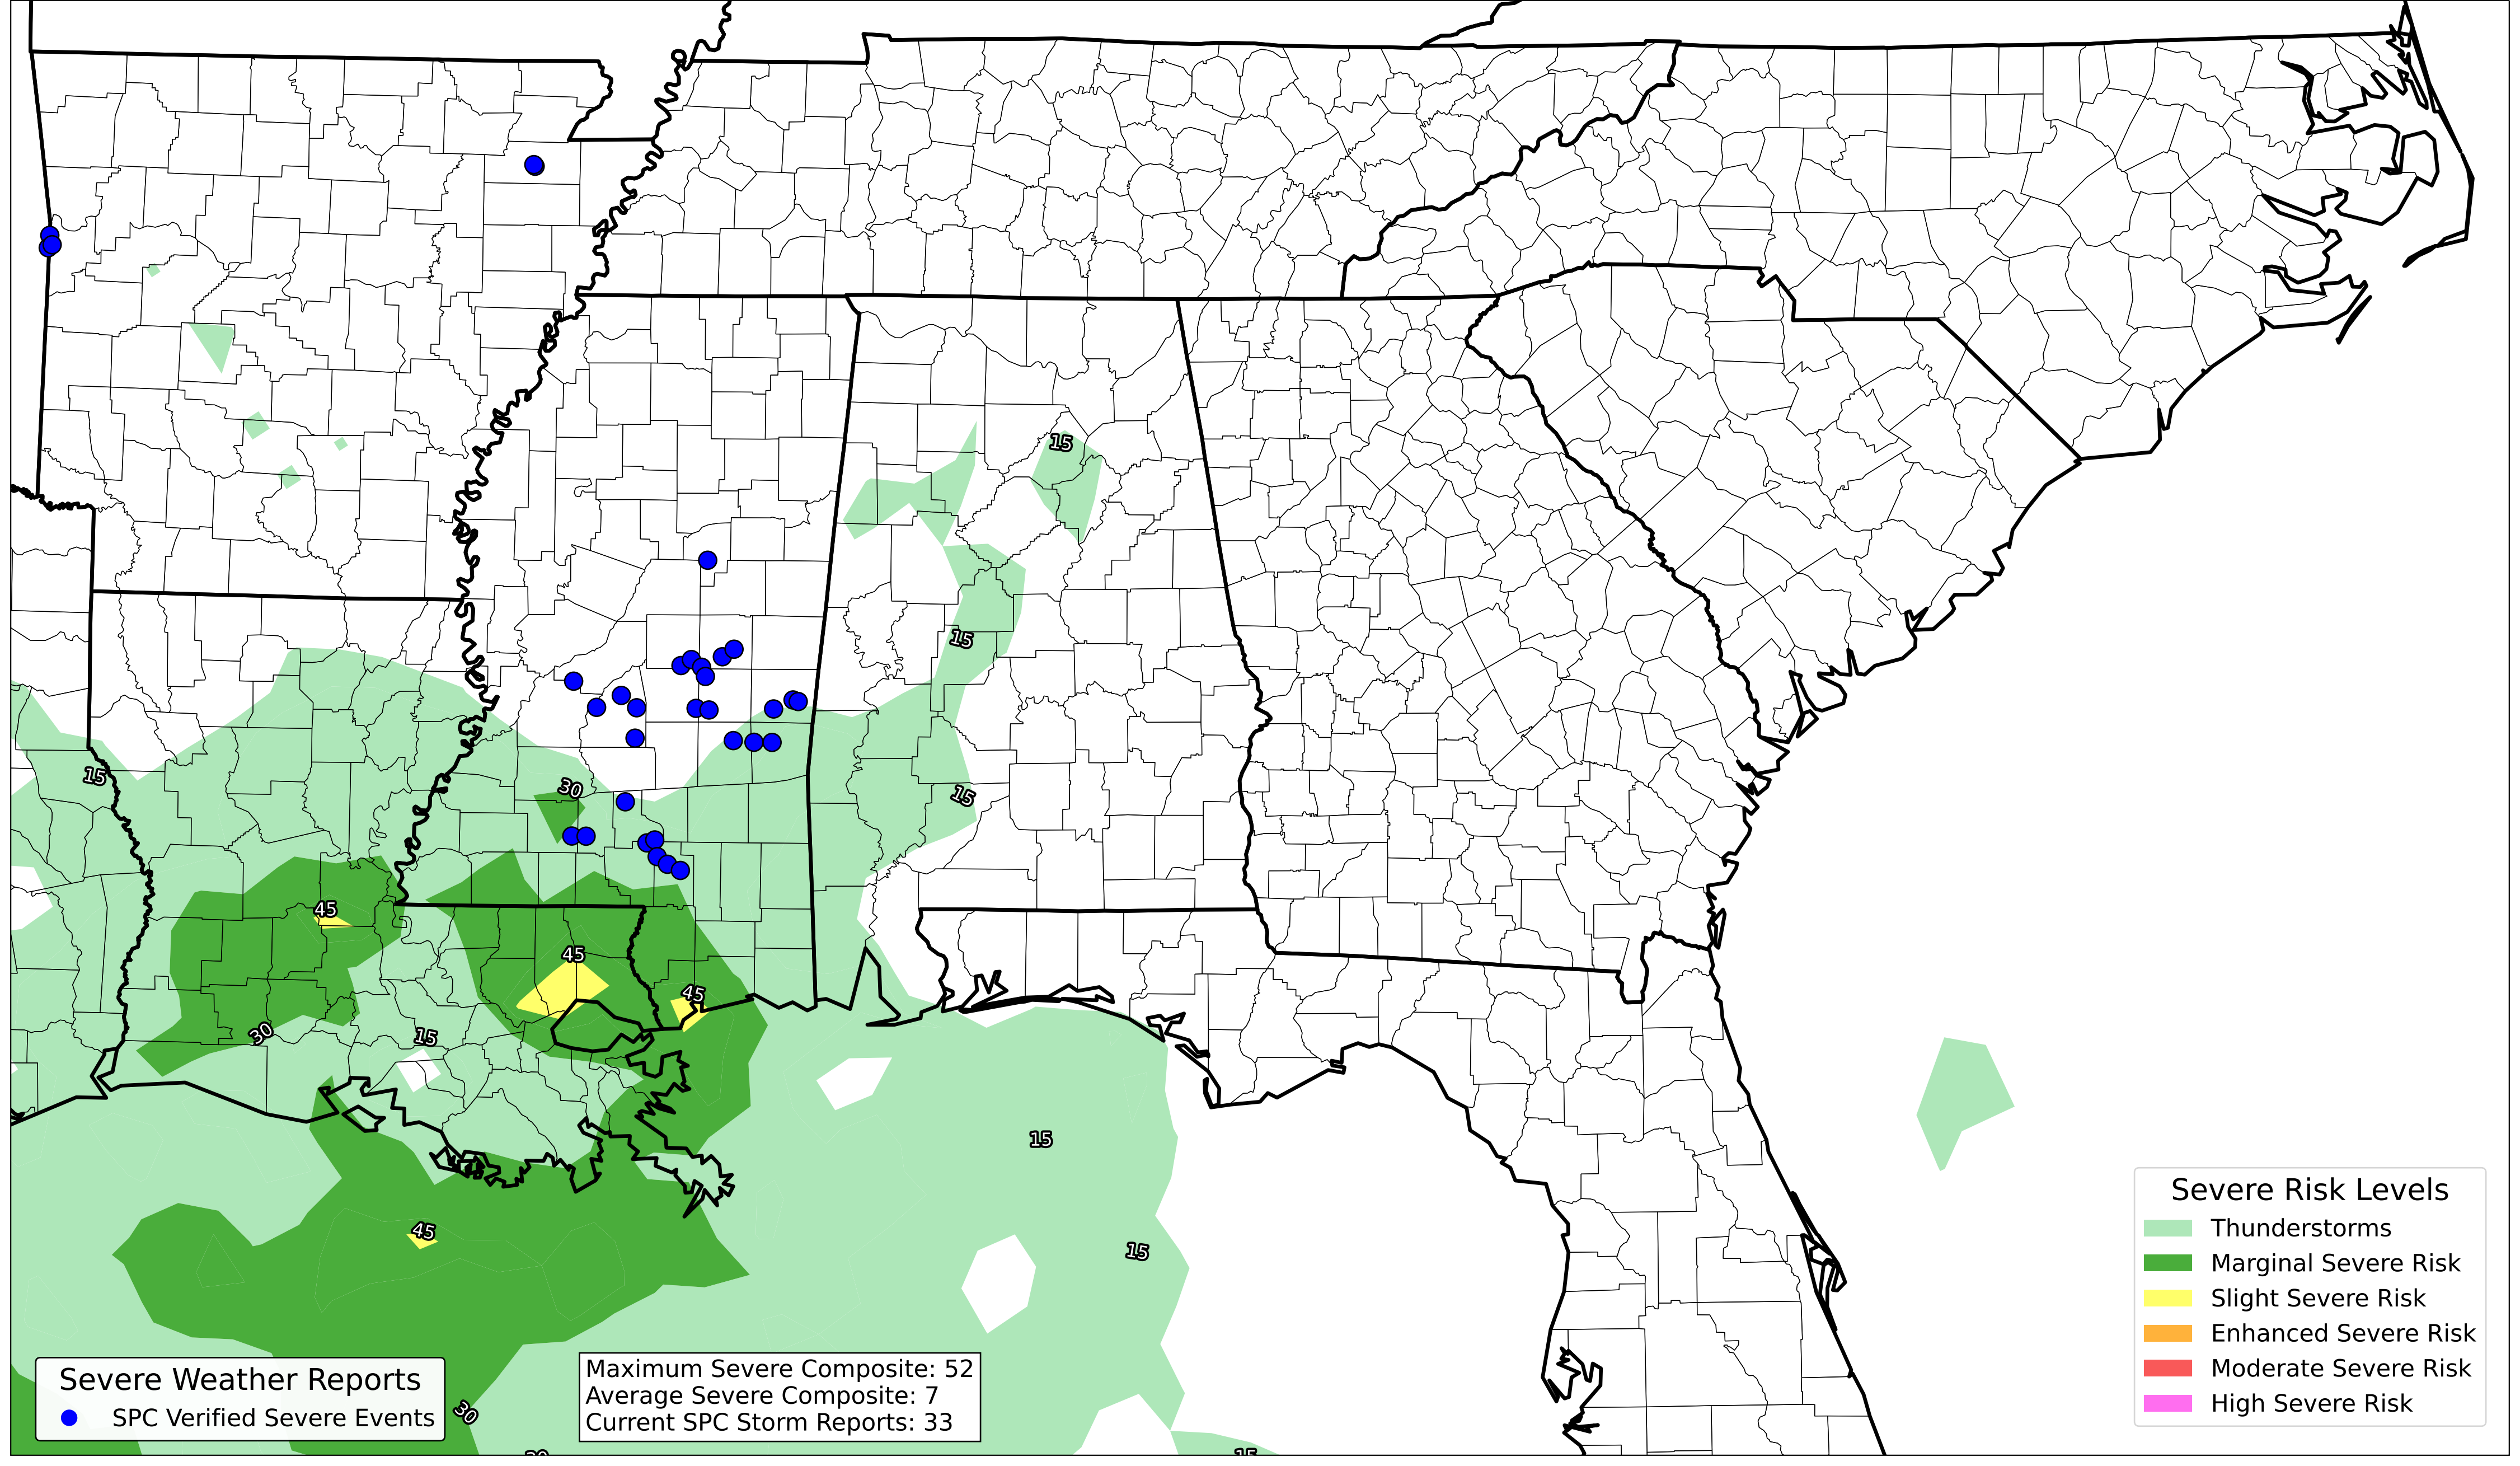 15
15
15
15
30
45
45
45
30
15
15
45
15
30
15
Severe Risk Levels
Thunderstorms
Marginal Severe Risk
Slight Severe Risk
Enhanced Severe Risk
Moderate Severe Risk
High Severe Risk
Severe Weather Reports
SPC Verified Severe Events
Maximum Severe Composite: 52
Average Severe Composite: 7
Current SPC Storm Reports: 33